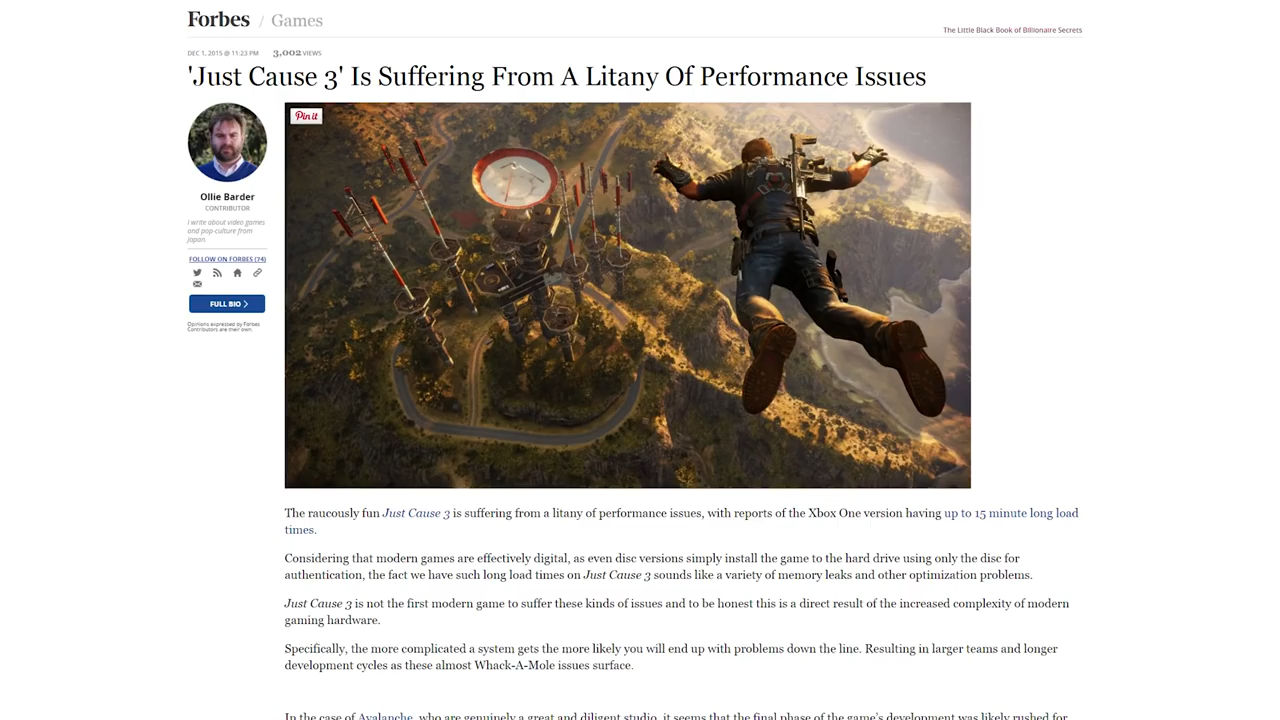 Forbes / Games
The Little Black Book of Billionaire Secrets
DEC 1, 2015 @ 11:23 PM 3,002 VIEWS
'Just Cause 3' Is Suffering From A Litany Of Performance Issues
Pin it
Ollie Barder
CONTRIBUTOR
I write about video games
and pop-culture from
Japan.
FOLLOW ON FORBES (74)
FULL BIO >
Opinions expressed by Forbes
Contributors are their own.
The raucously fun Just Cause 3 is suffering from a litany of performance issues, with reports of the Xbox One version having up to 15 minute long load
times.
Considering that modern games are effectively digital, as even disc versions simply install the game to the hard drive using only the disc for
authentication, the fact we have such long load times on Just Cause 3 sounds like a variety of memory leaks and other optimization problems.
Just Cause 3 is not the first modern game to suffer these kinds of issues and to be honest this is a direct result of the increased complexity of modern
gaming hardware.
Specifically, the more complicated a system gets the more likely you will end up with problems down the line. Resulting in larger teams and longer
development cycles as these almost Whack-A-Mole issues surface.
In the case of Avalanche, who are genuinely a great and diligent studio, it seems that the final phase of the game's development was likely rushed for